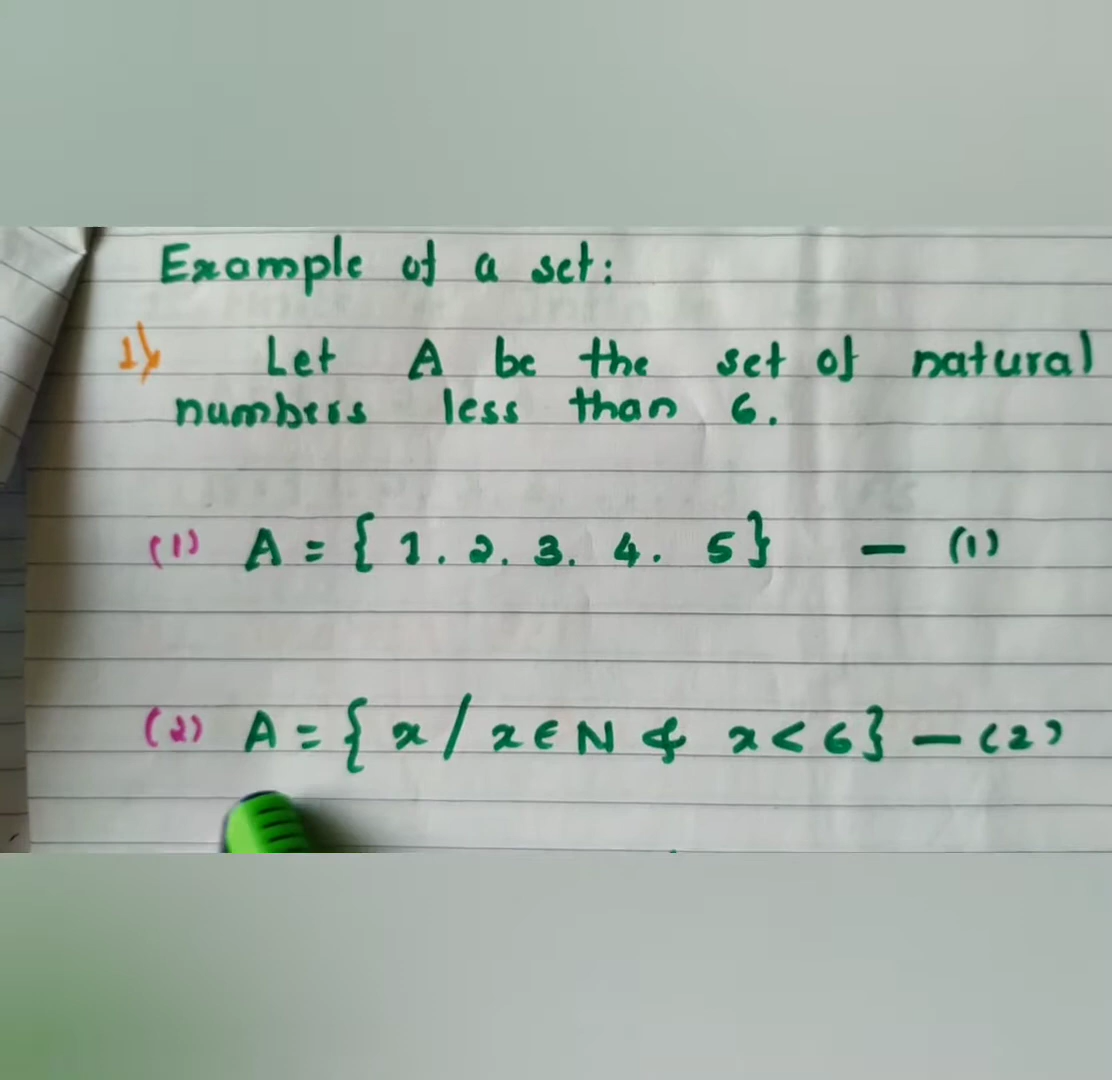 Example of a set:
1) Let A be the set of natural
numbers less than 6.
(1) A = { 1. 2. 3. 4. 5} — (1)
(2) A = { x / x ∈ N & x < 6} — (2)